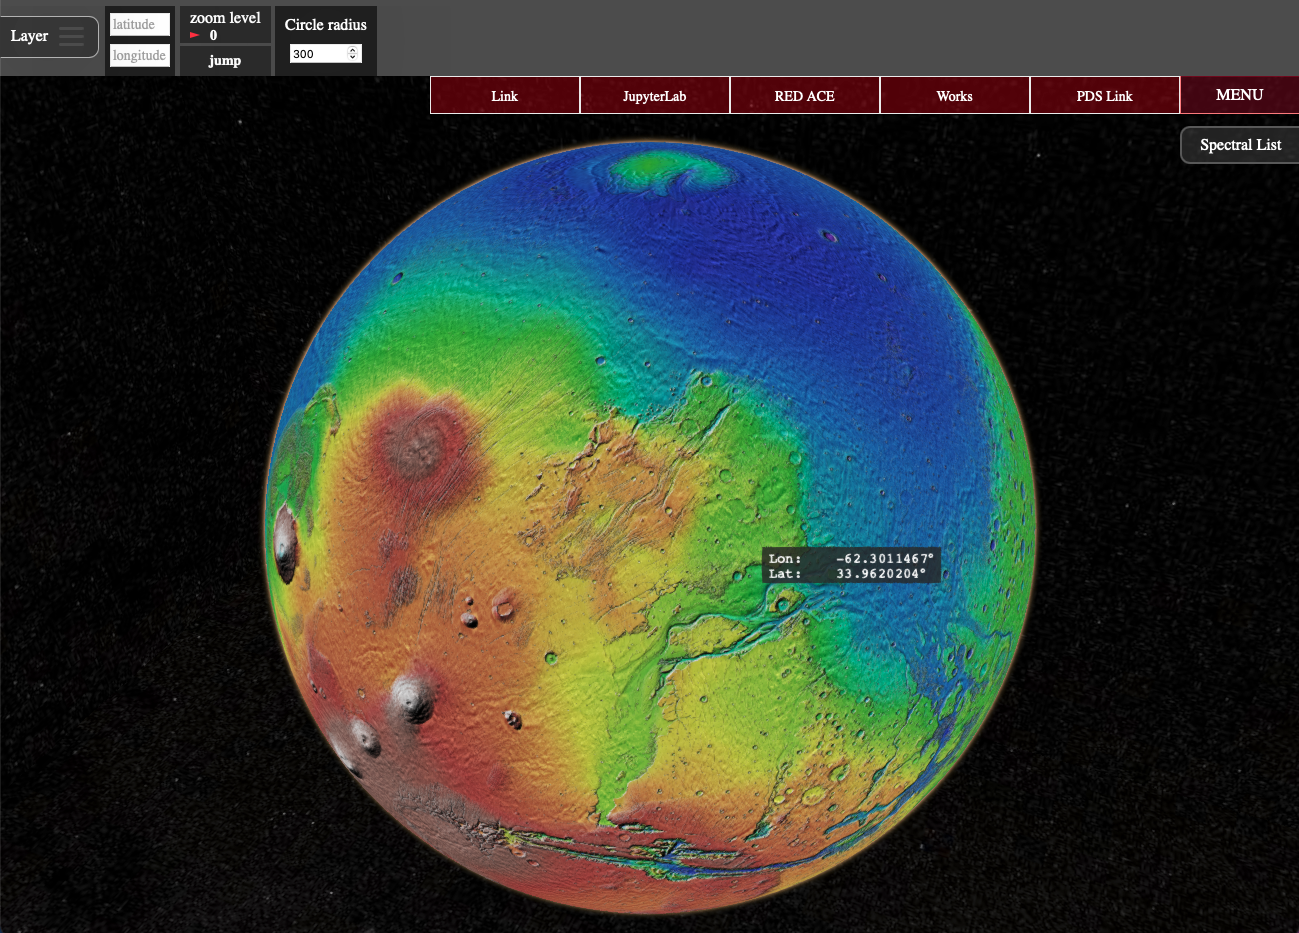 Layer
latitude
longitude
zoom level
0
jump
Circle radius
300
Link
JupyterLab
RED ACE
Works
PDS Link
MENU
Spectral List
Lon: -62.3011467°
Lat: 33.9620204°